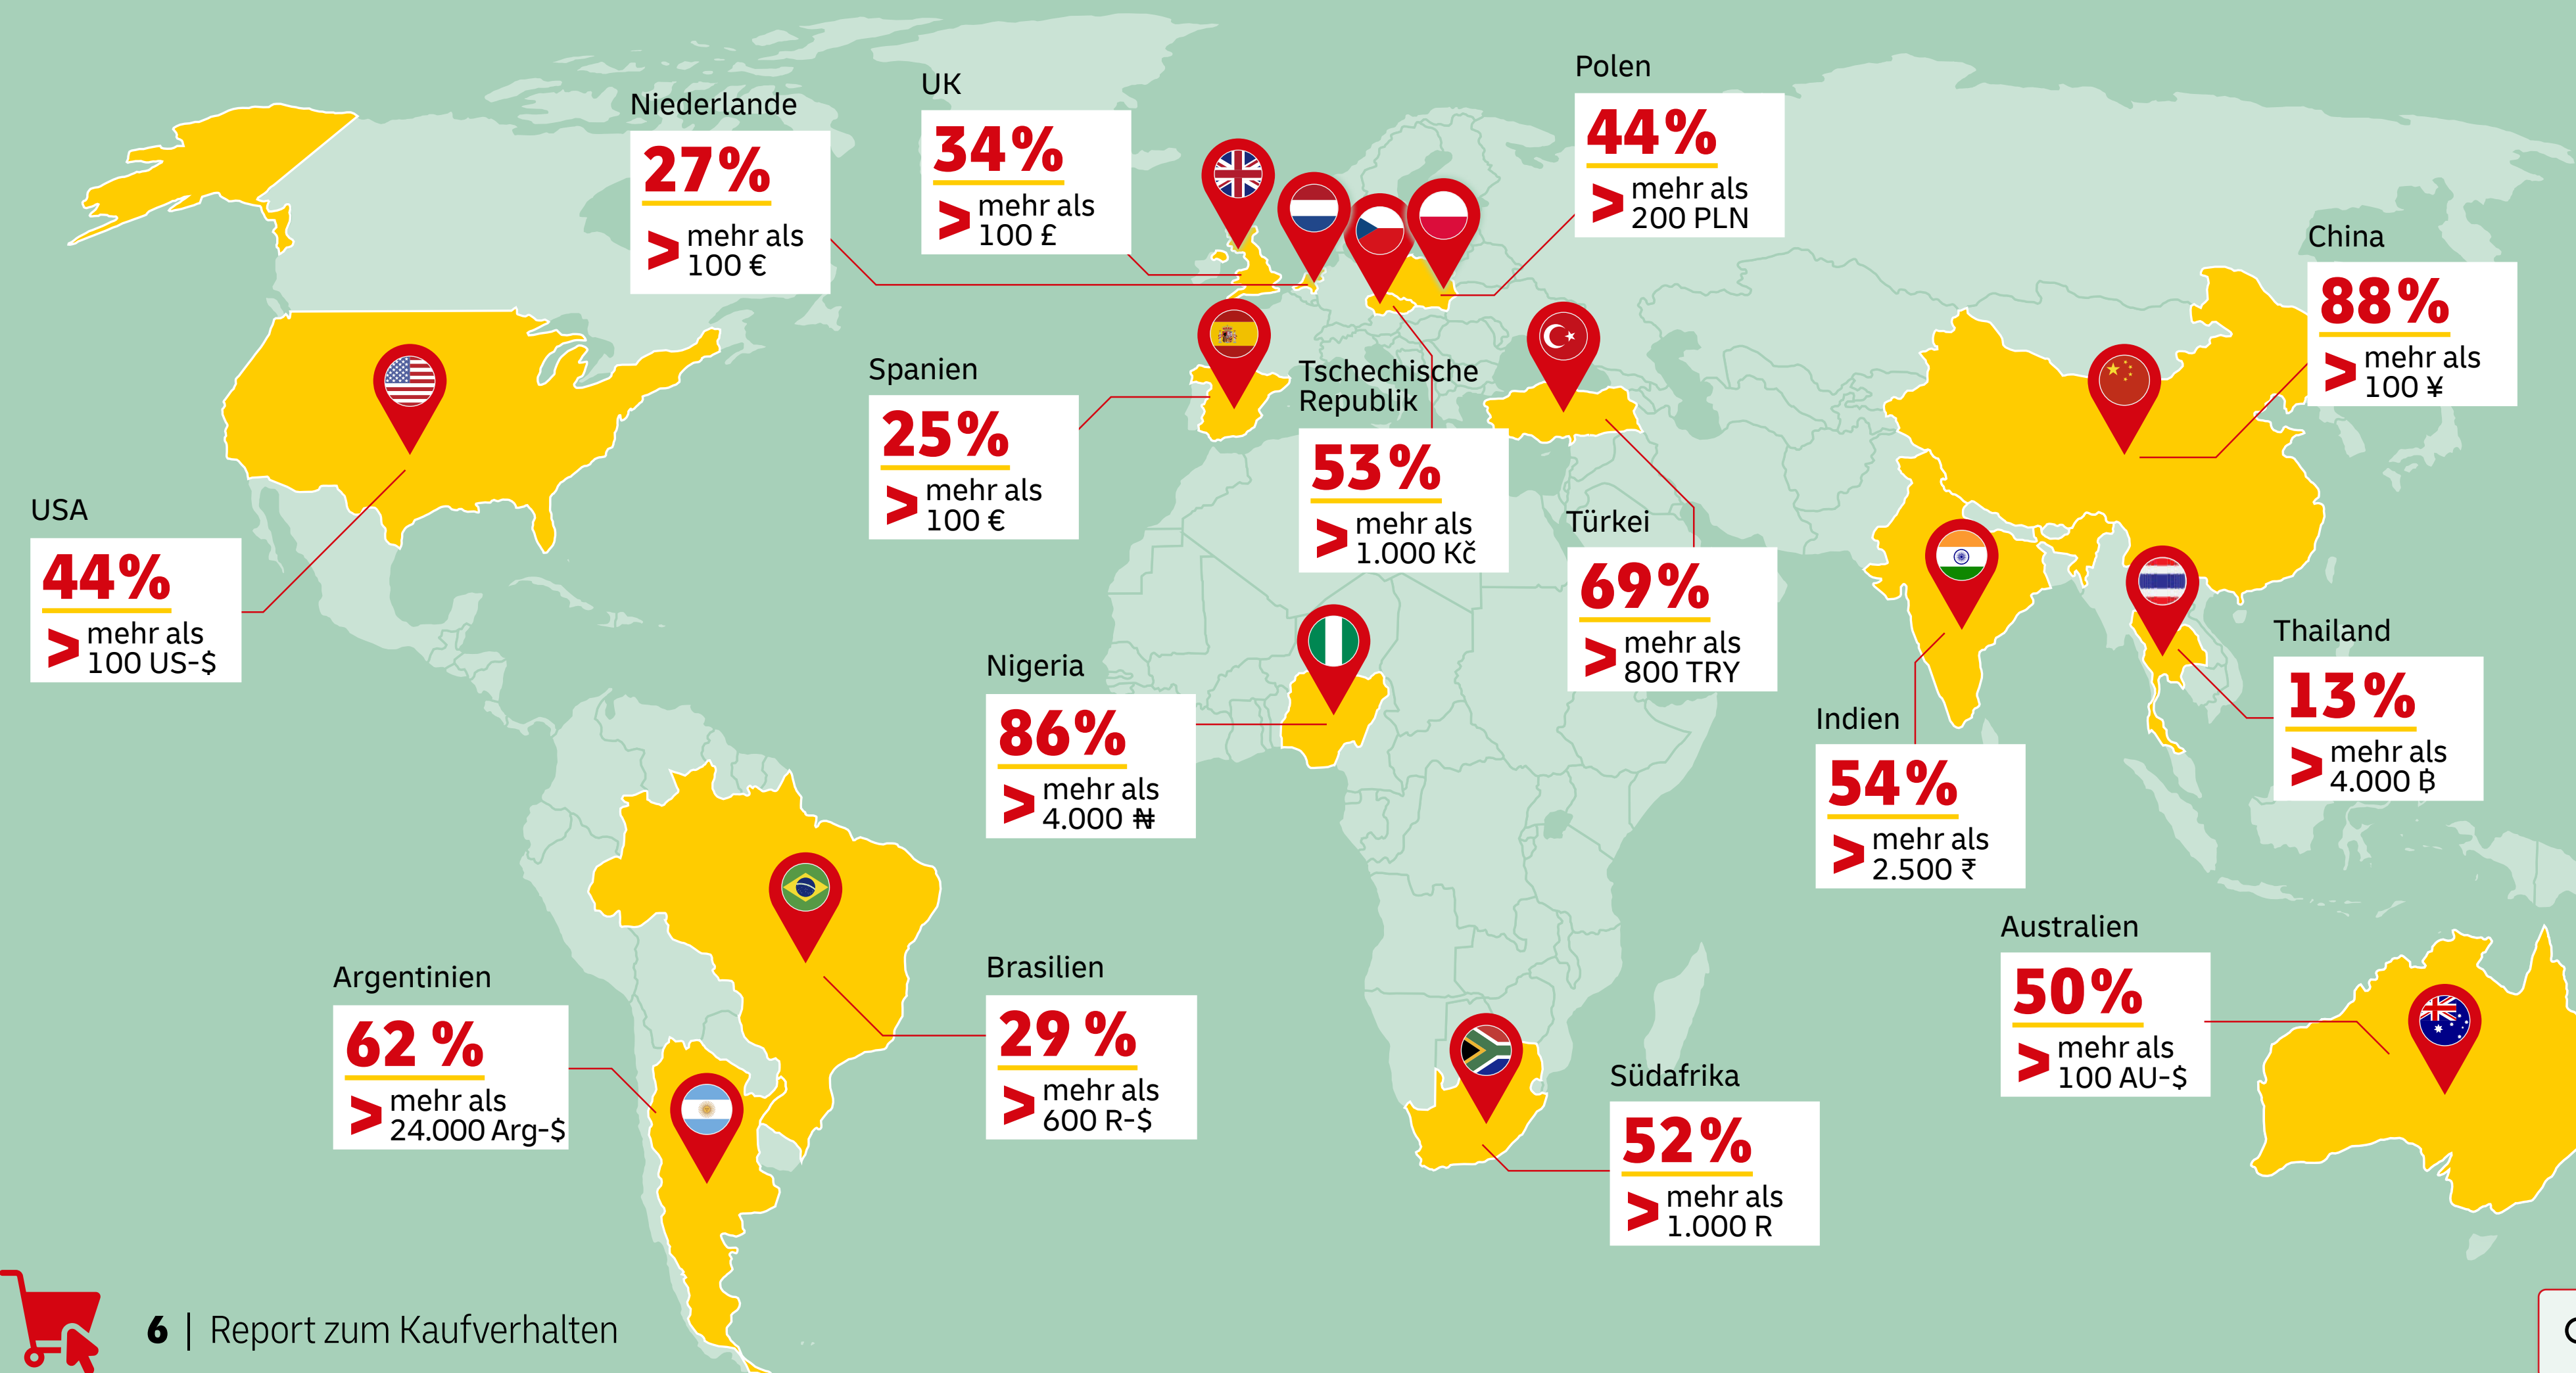 Niederlande
27%
> mehr als
100 €
UK
34%
> mehr als
100 £
Polen
44%
> mehr als
200 PLN
China
88%
> mehr als
100 ¥
Spanien
25%
> mehr als
100 €
Tschechische
Republik
53%
> mehr als
1.000 Kč
Türkei
69%
> mehr als
800 TRY
USA
44%
> mehr als
100 US-$
Nigeria
86%
> mehr als
4.000 ₦
Indien
54%
> mehr als
2.500 ₹
Thailand
13%
> mehr als
4.000 ฿
Argentinien
62 %
> mehr als
24.000 Arg-$
Brasilien
29 %
> mehr als
600 R-$
Südafrika
52%
> mehr als
1.000 R
Australien
50%
> mehr als
100 AU-$
6 | Report zum Kaufverhalten